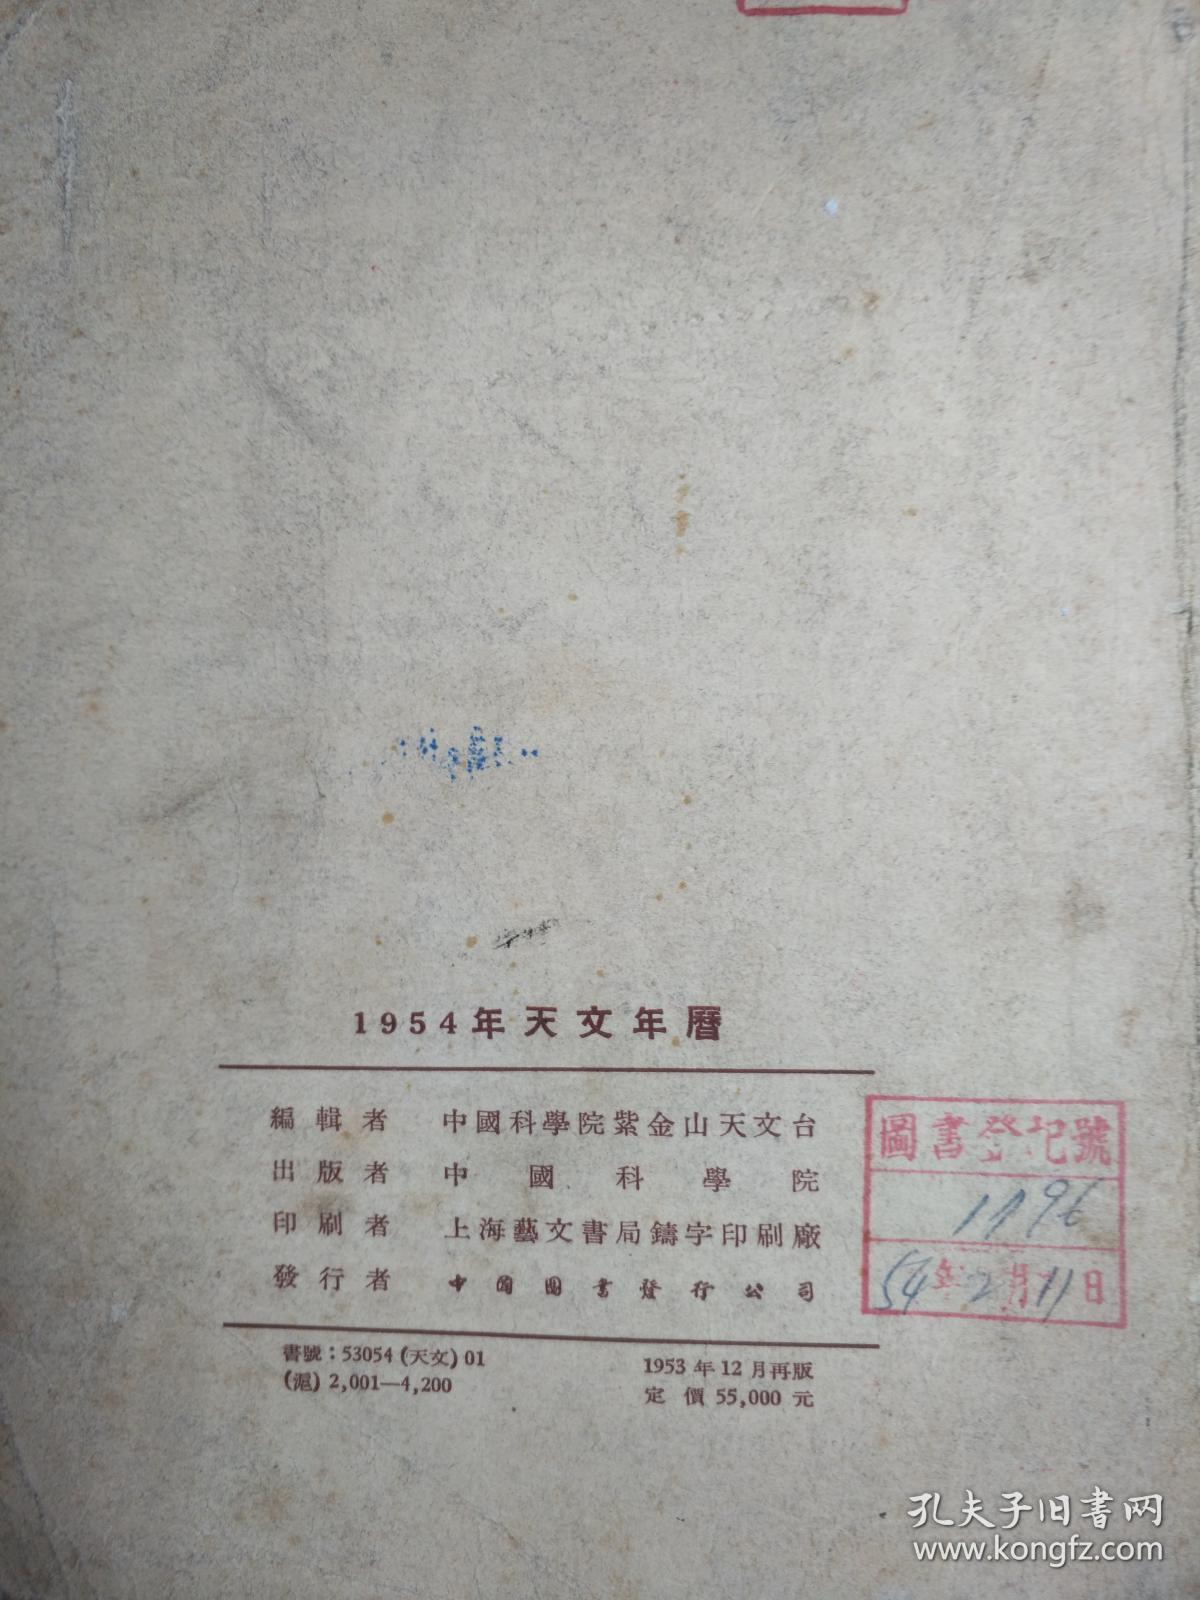 1954年天文年曆
編輯者 中國科學院紫金山天文台
出版者 中國科學院
印刷者 上海藝文書局鑄字印刷廠
發行者 中國圖書發行公司
書號：53054(天文)01
(滬)2,001—4,200
1953年12月再版
定價 55,000元
圖書登記號
1196
54年2月11日
孔夫子旧书网
www.kongfz.com